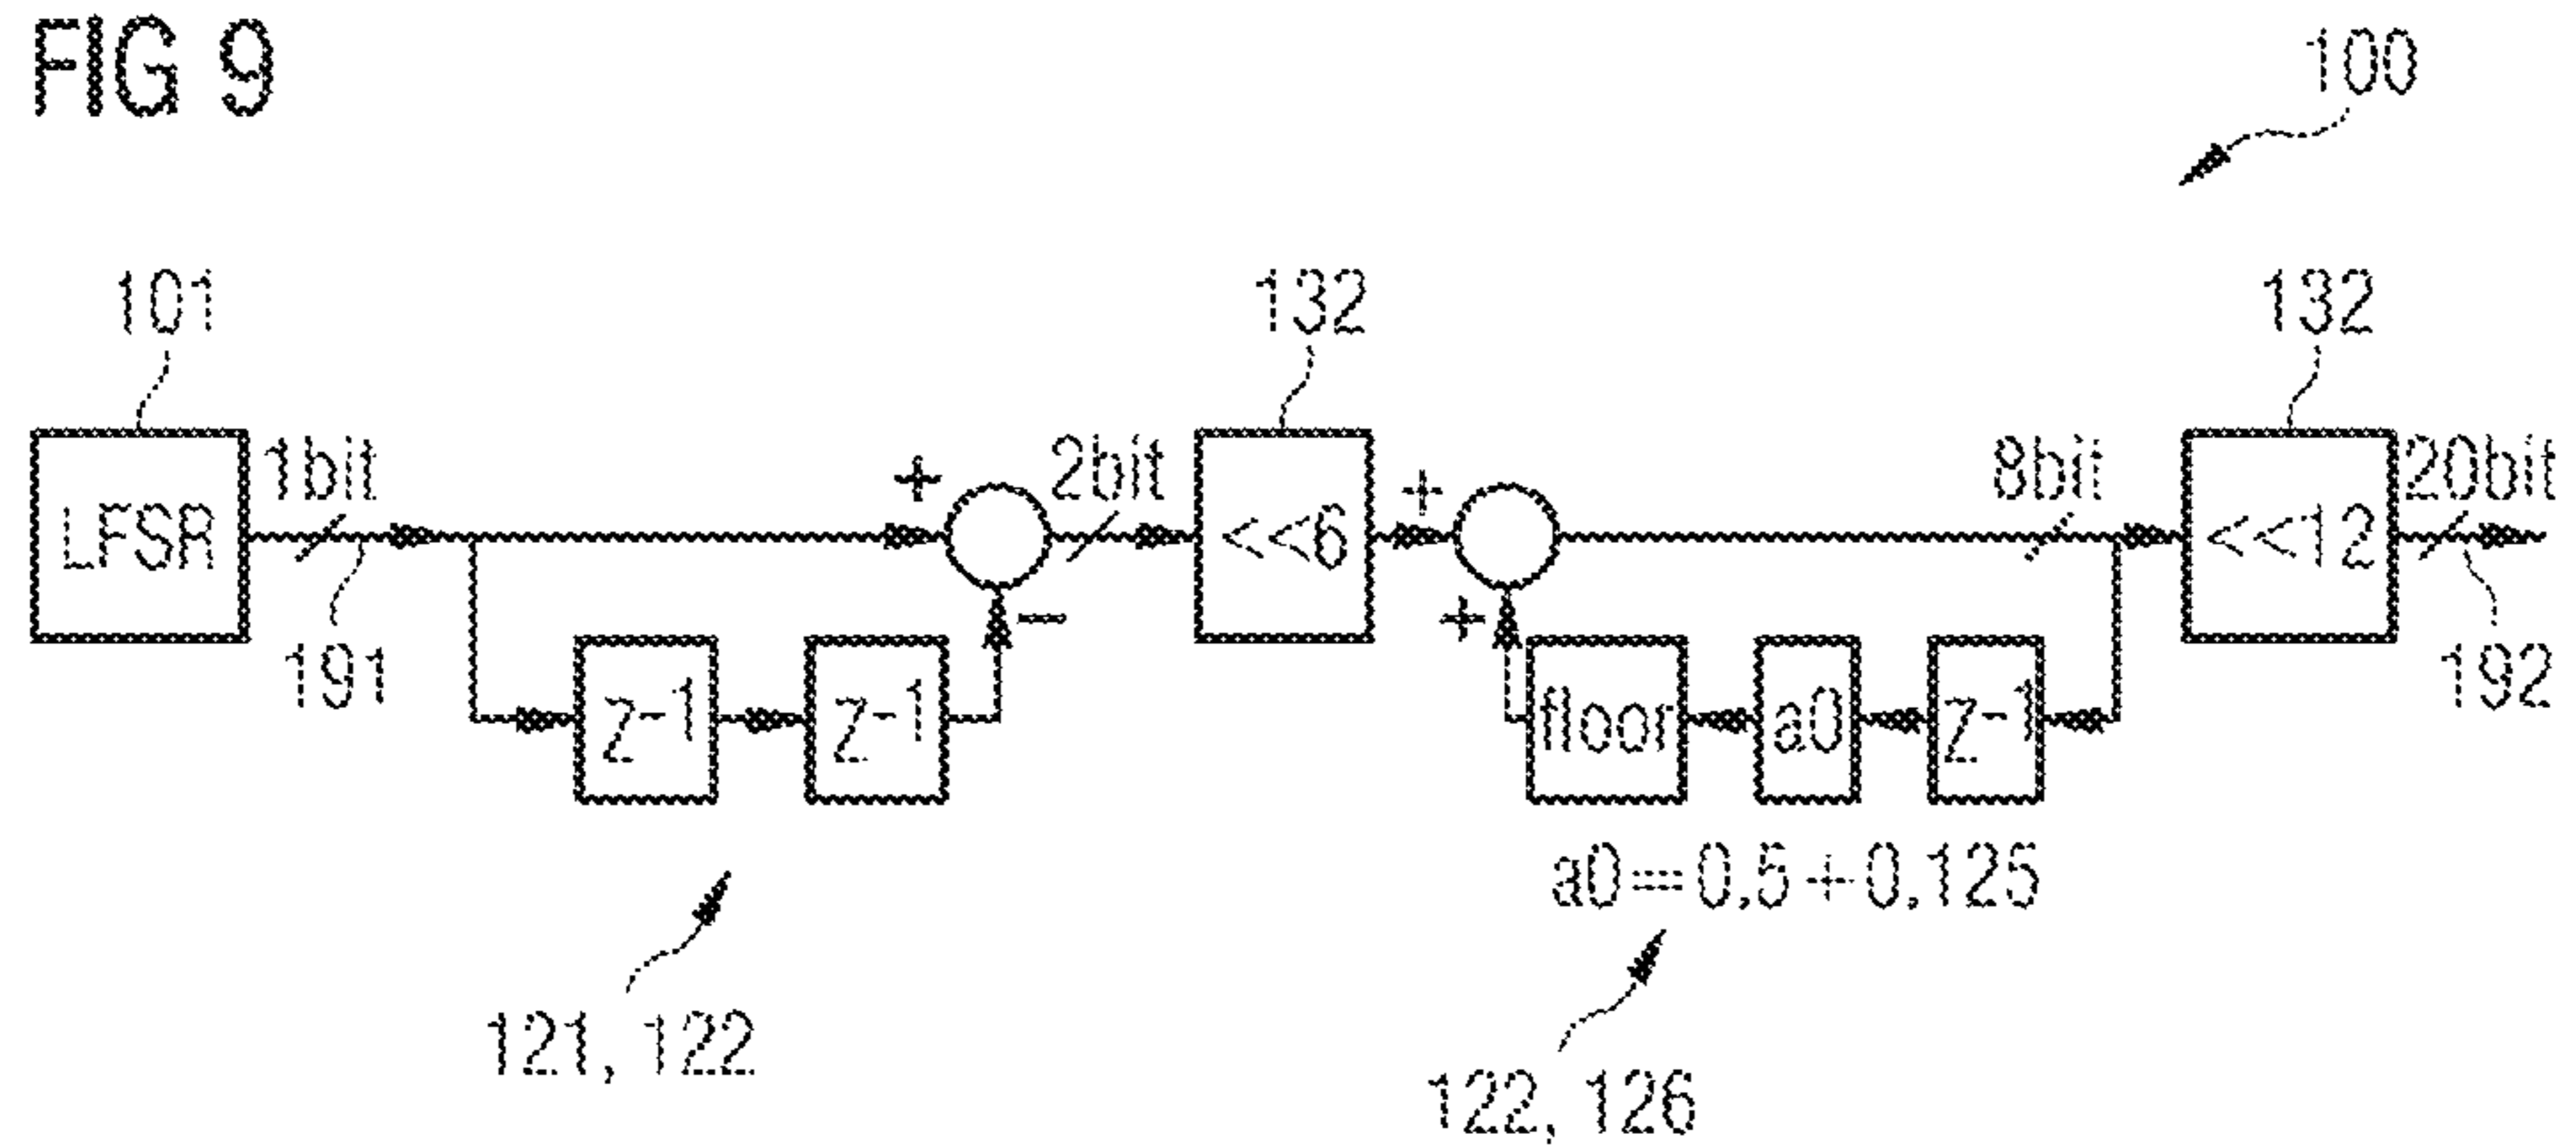 FIG 9
100
101
132
132
1bit
+
2bit
+
8bit
20bit
LFSR
<<6
<<12
191
−
+
192
z-1
z-1
floor
a0
z-1
a0=0,5+0,125
121, 122
122, 126